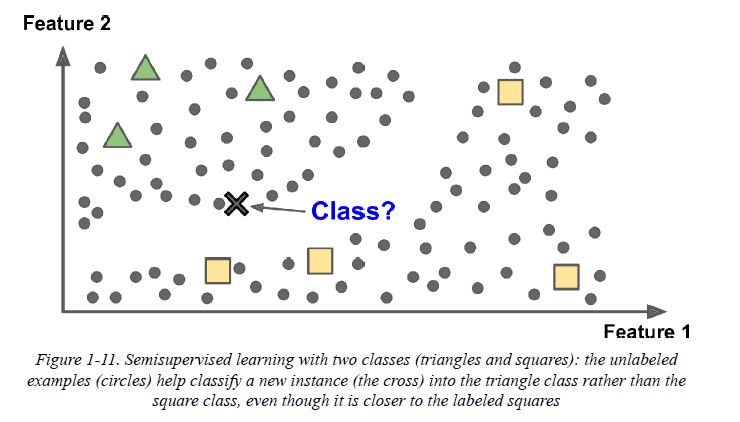 Feature 2
Class?
Feature 1
Figure 1-11. Semisupervised learning with two classes (triangles and squares): the unlabeled
examples (circles) help classify a new instance (the cross) into the triangle class rather than the
square class, even though it is closer to the labeled squares